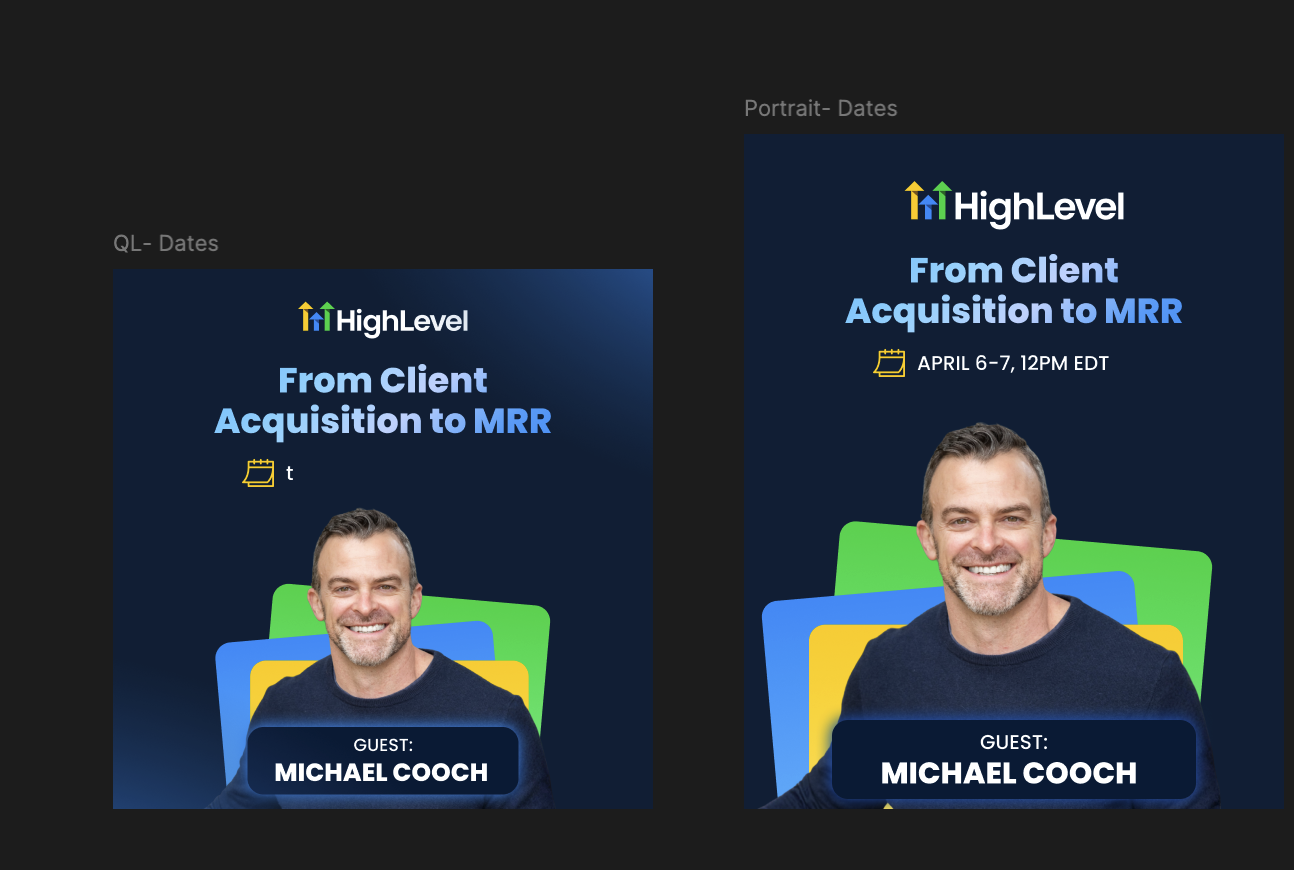 QL- Dates
HighLevel
From Client
Acquisition to MRR
t
GUEST:
MICHAEL COOCH
Portrait- Dates
HighLevel
From Client
Acquisition to MRR
APRIL 6-7, 12PM EDT
GUEST:
MICHAEL COOCH